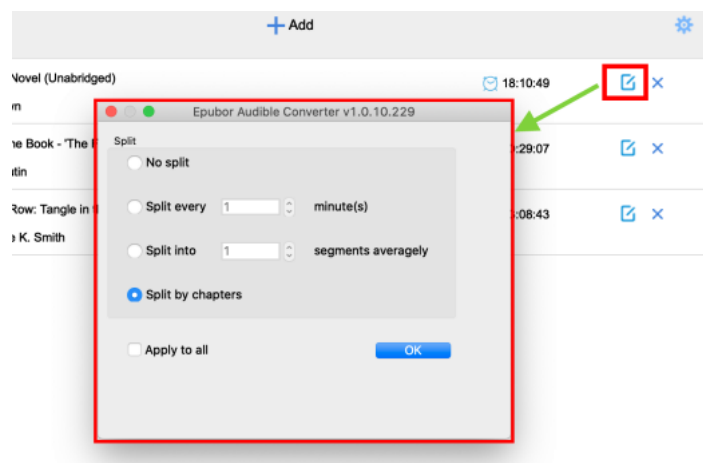 + Add
Novel (Unabridged)
18:10:49
Epubor Audible Converter v1.0.10.229
Book - 'The
:29:07
Split
No split
Split every 1 minute(s)
Row: Tangle in
:08:43
K. Smith
Split into 1 segments averagely
Split by chapters
Apply to all
OK